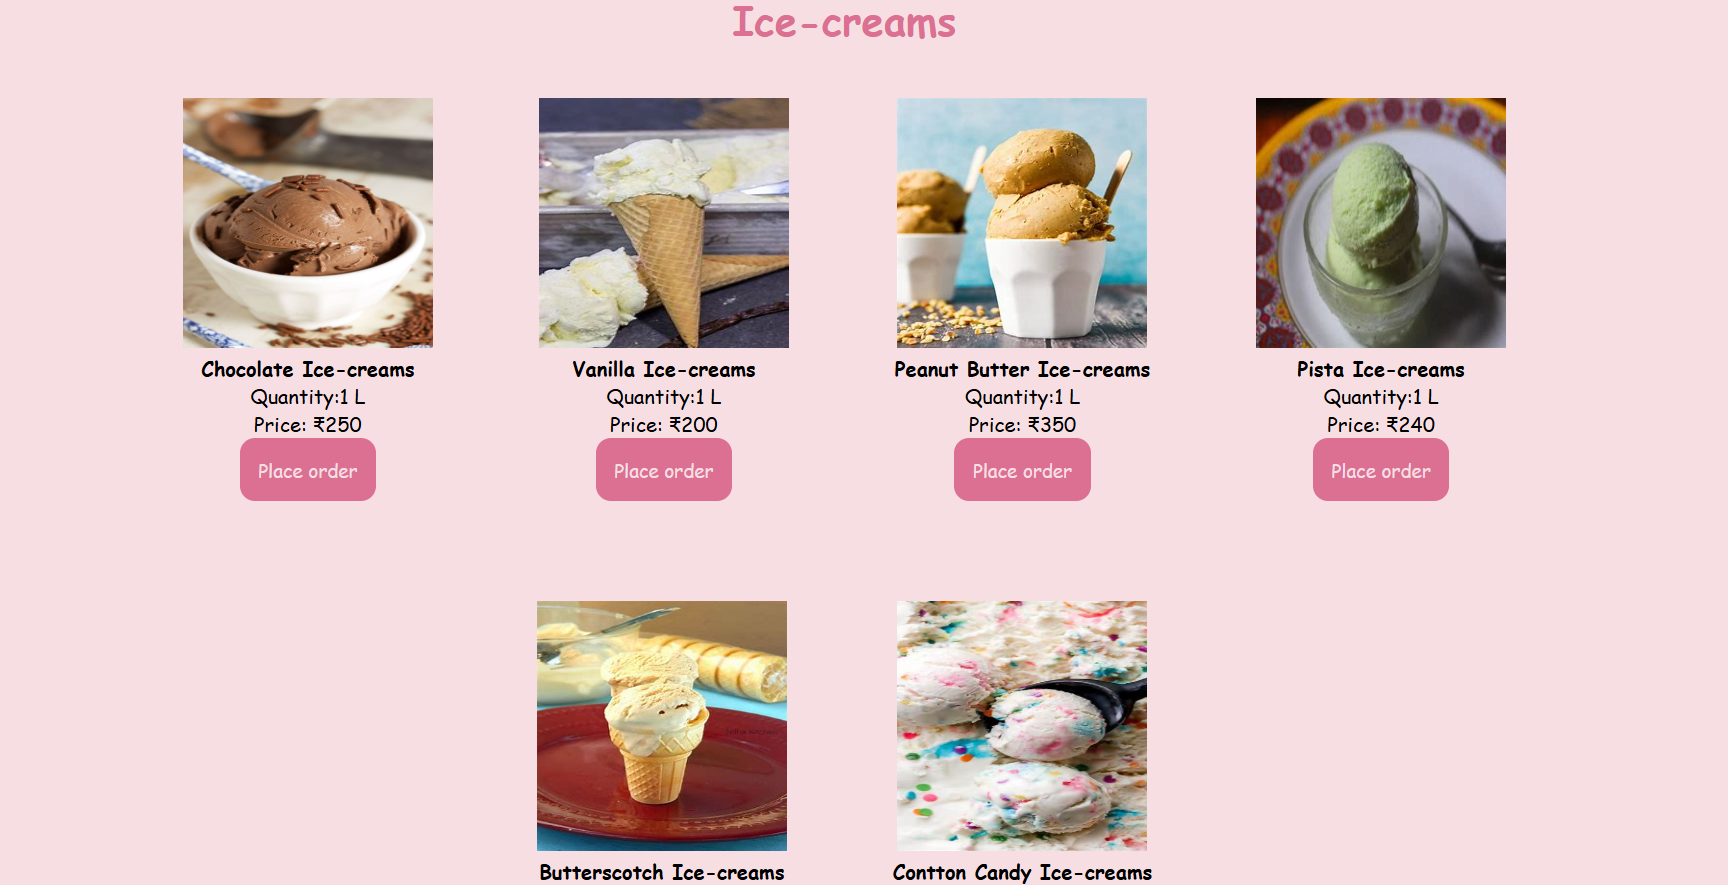 Ice-creams
Chocolate Ice-creams
Quantity:1 L
Price: ₹250
Place order
Vanilla Ice-creams
Quantity:1 L
Price: ₹200
Place order
Peanut Butter Ice-creams
Quantity:1 L
Price: ₹350
Place order
Pista Ice-creams
Quantity:1 L
Price: ₹240
Place order
Butterscotch Ice-creams
Contton Candy Ice-creams